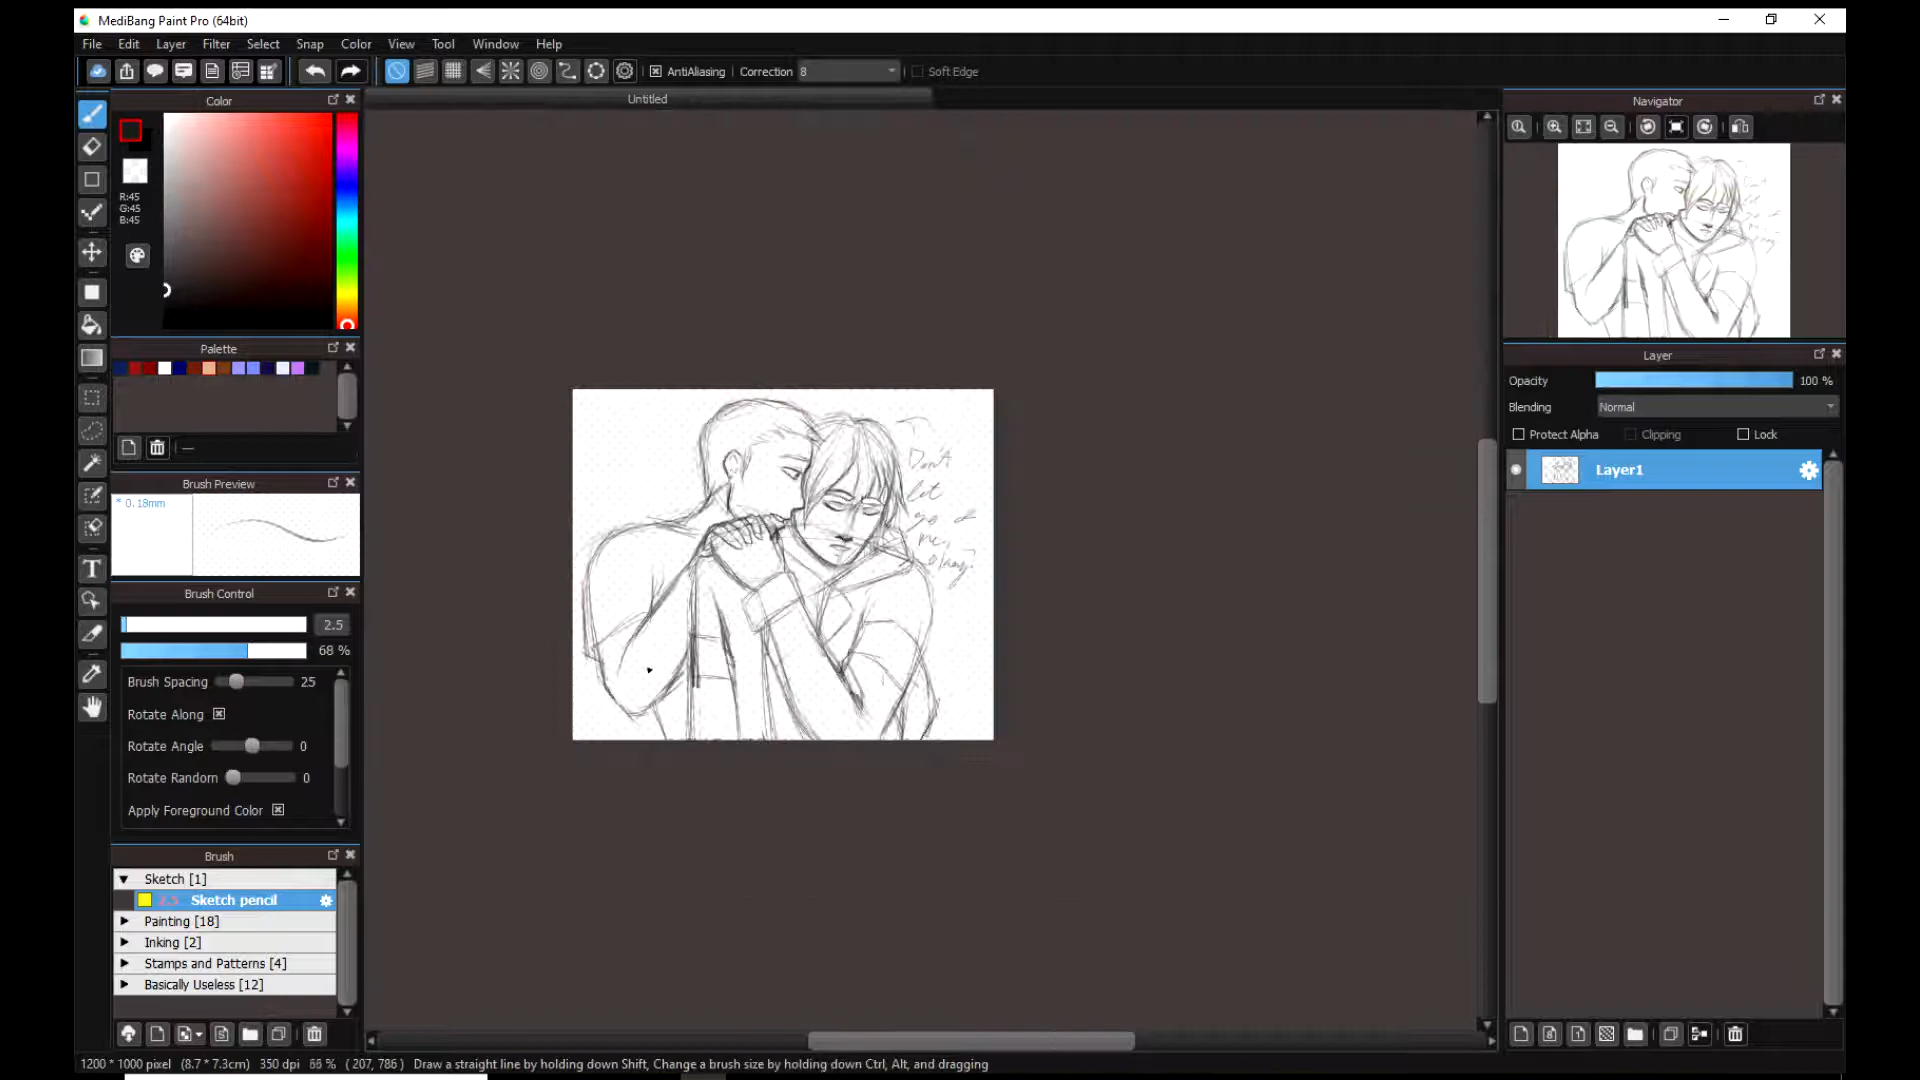 MediBang Paint Pro (64bit)
File Edit Layer Filter Select Snap Color View Tool Window Help
AntiAliasing Correction 8 Soft Edge
Color
Untitled
Navigator
R:45
G:45
B:45
Palette
Layer
Opacity 100 %
Blending Normal
Protect Alpha Clipping Lock
Layer1
Don't
let
go of
me,
okay?
Brush Preview
* 0.18mm
Brush Control
2.5
68 %
Brush Spacing 25
Rotate Along
Rotate Angle 0
Rotate Random 0
Apply Foreground Color
Brush
Sketch [1]
2.5 Sketch pencil
Painting [18]
Inking [2]
Stamps and Patterns [4]
Basically Useless [12]
1200 * 1000 pixel (8.7 * 7.3cm) 350 dpi 66 % ( 207, 786 ) Draw a straight line by holding down Shift, Change a brush size by holding down Ctrl, Alt, and dragging